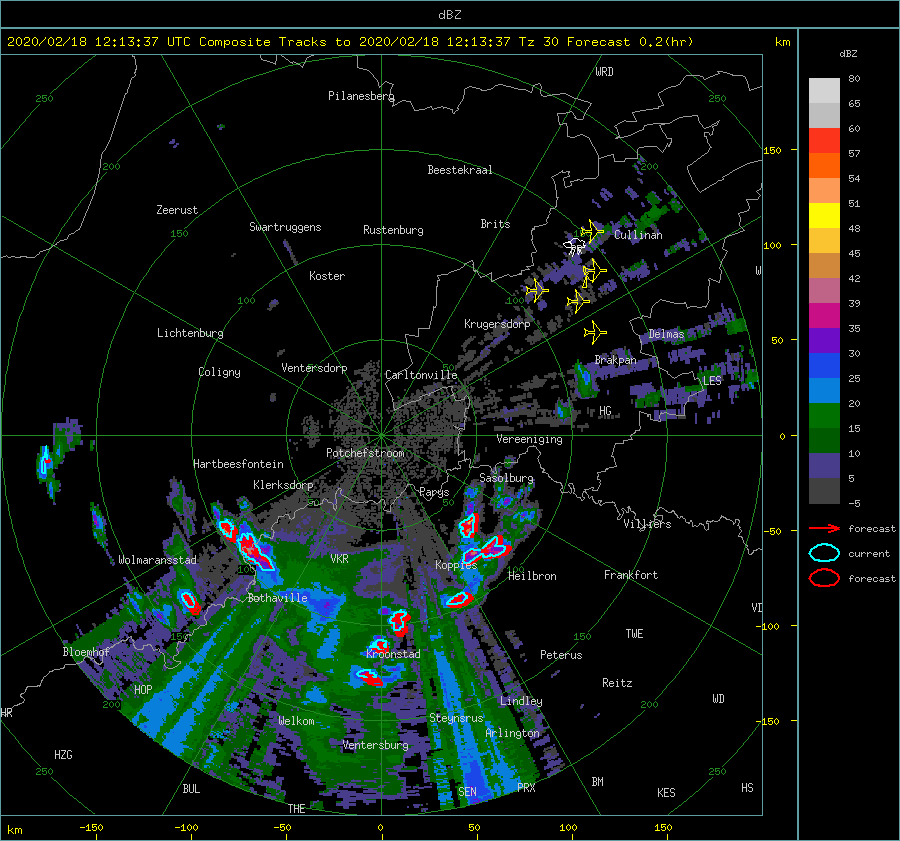 dBZ
2020/02/18 12:13:37 UTC Composite Tracks to 2020/02/18 12:13:37 Tz 30 Forecast 0.2(hr)
km
dBZ
80
65
60
57
54
51
48
45
42
39
35
30
25
20
15
10
5
-5
forecast
current
forecast
WRD
250
Pilanesberg
250
150
200
Beestekraal
200
Zeerust
Swartruggens
Brits
150
Rustenburg
Cullinan
100
Koster
100
100
Lichtenburg
Krugersdorp
Delmas
50
Ventersdorp
Brakpan
Coligny
Carltonville
LES
HG
Vereeniging
0
Potchefstroom
Hartbeesfontein
Sasolburg
Klerksdorp
Parys
50
50
Villiers
-50
Wolmaransstad
VKR
Koppies
100
100
Heilbron
Frankfort
Bothaville
VI
-100
150
150
TWE
Bloemhof
Kroonstad
Peterus
HOP
Reitz
WD
200
Lindley
200
HR
Welkom
Steynsrus
-150
Arlington
Ventersburg
HZG
250
250
BM
BUL
SEN
PRX
KES
HS
THE
km
-150
-100
-50
0
50
100
150